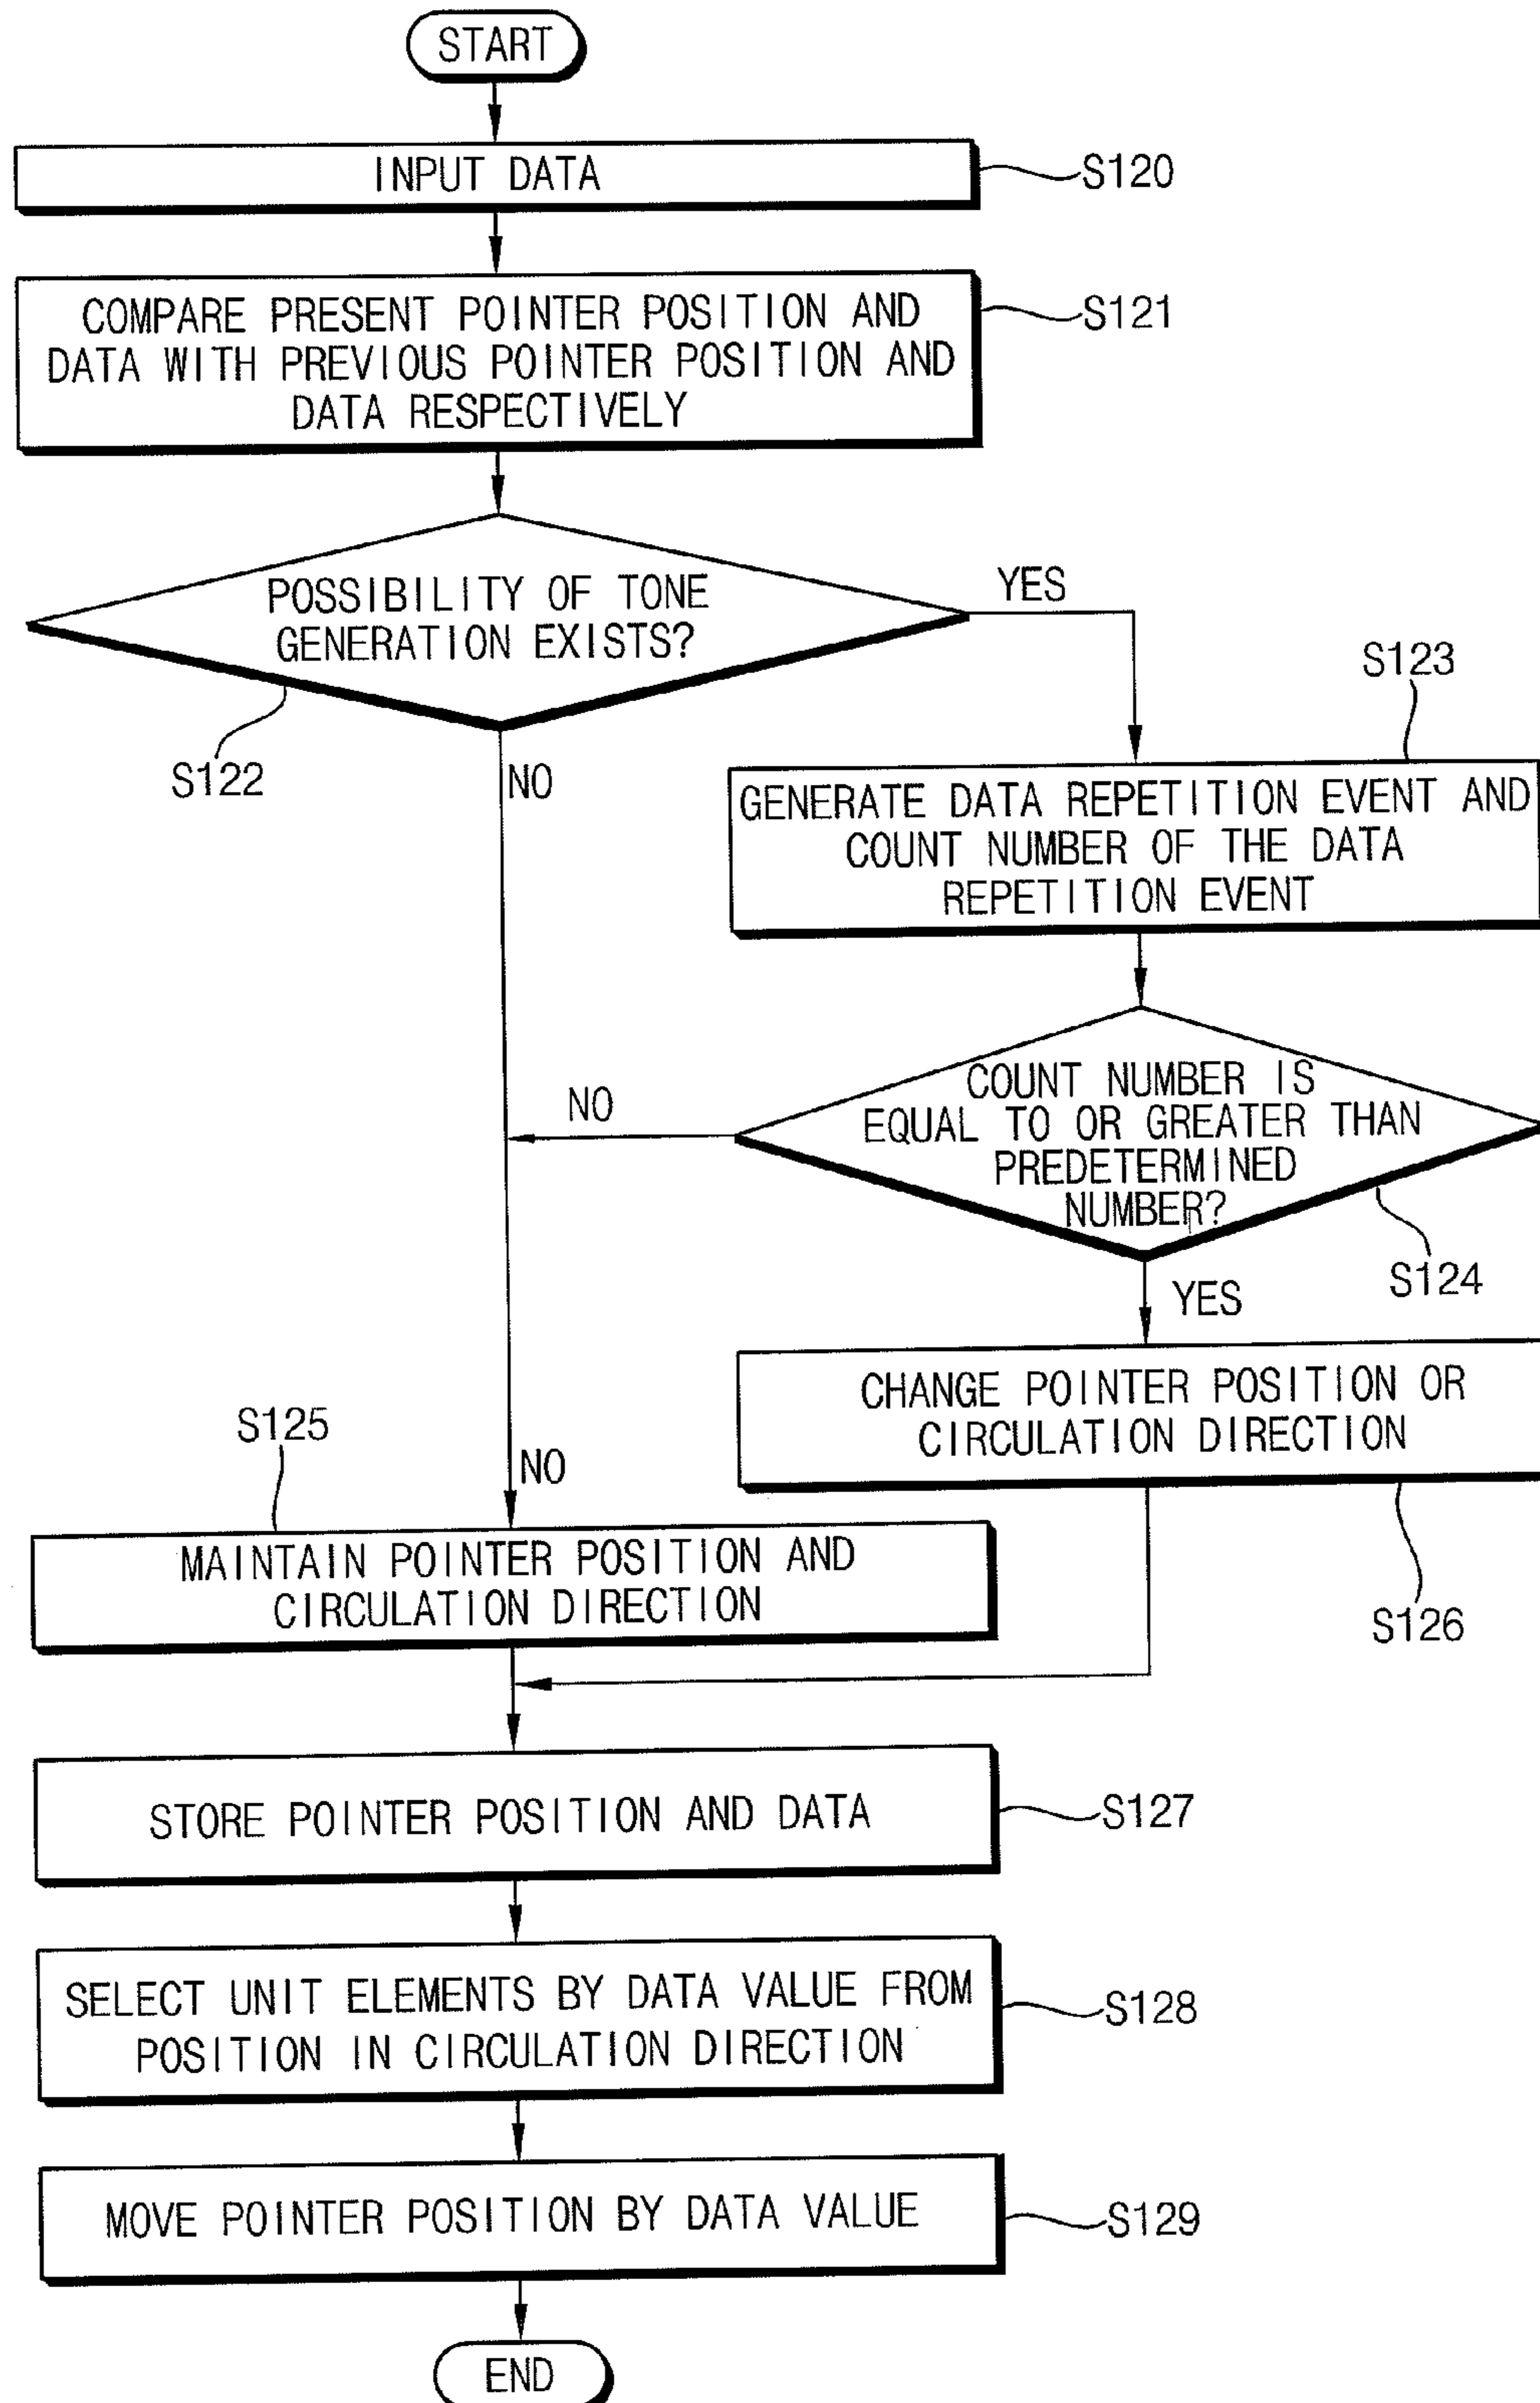 START
INPUT DATA
S120
COMPARE PRESENT POINTER POSITION AND
DATA WITH PREVIOUS POINTER POSITION AND
DATA RESPECTIVELY
S121
POSSIBILITY OF TONE
GENERATION EXISTS?
YES
S122
NO
S123
GENERATE DATA REPETITION EVENT AND
COUNT NUMBER OF THE DATA
REPETITION EVENT
COUNT NUMBER IS
EQUAL TO OR GREATER THAN
PREDETERMINED
NUMBER?
NO
S124
YES
CHANGE POINTER POSITION OR
CIRCULATION DIRECTION
S126
S125
NO
MAINTAIN POINTER POSITION AND
CIRCULATION DIRECTION
STORE POINTER POSITION AND DATA
S127
SELECT UNIT ELEMENTS BY DATA VALUE FROM
POSITION IN CIRCULATION DIRECTION
S128
MOVE POINTER POSITION BY DATA VALUE
S129
END